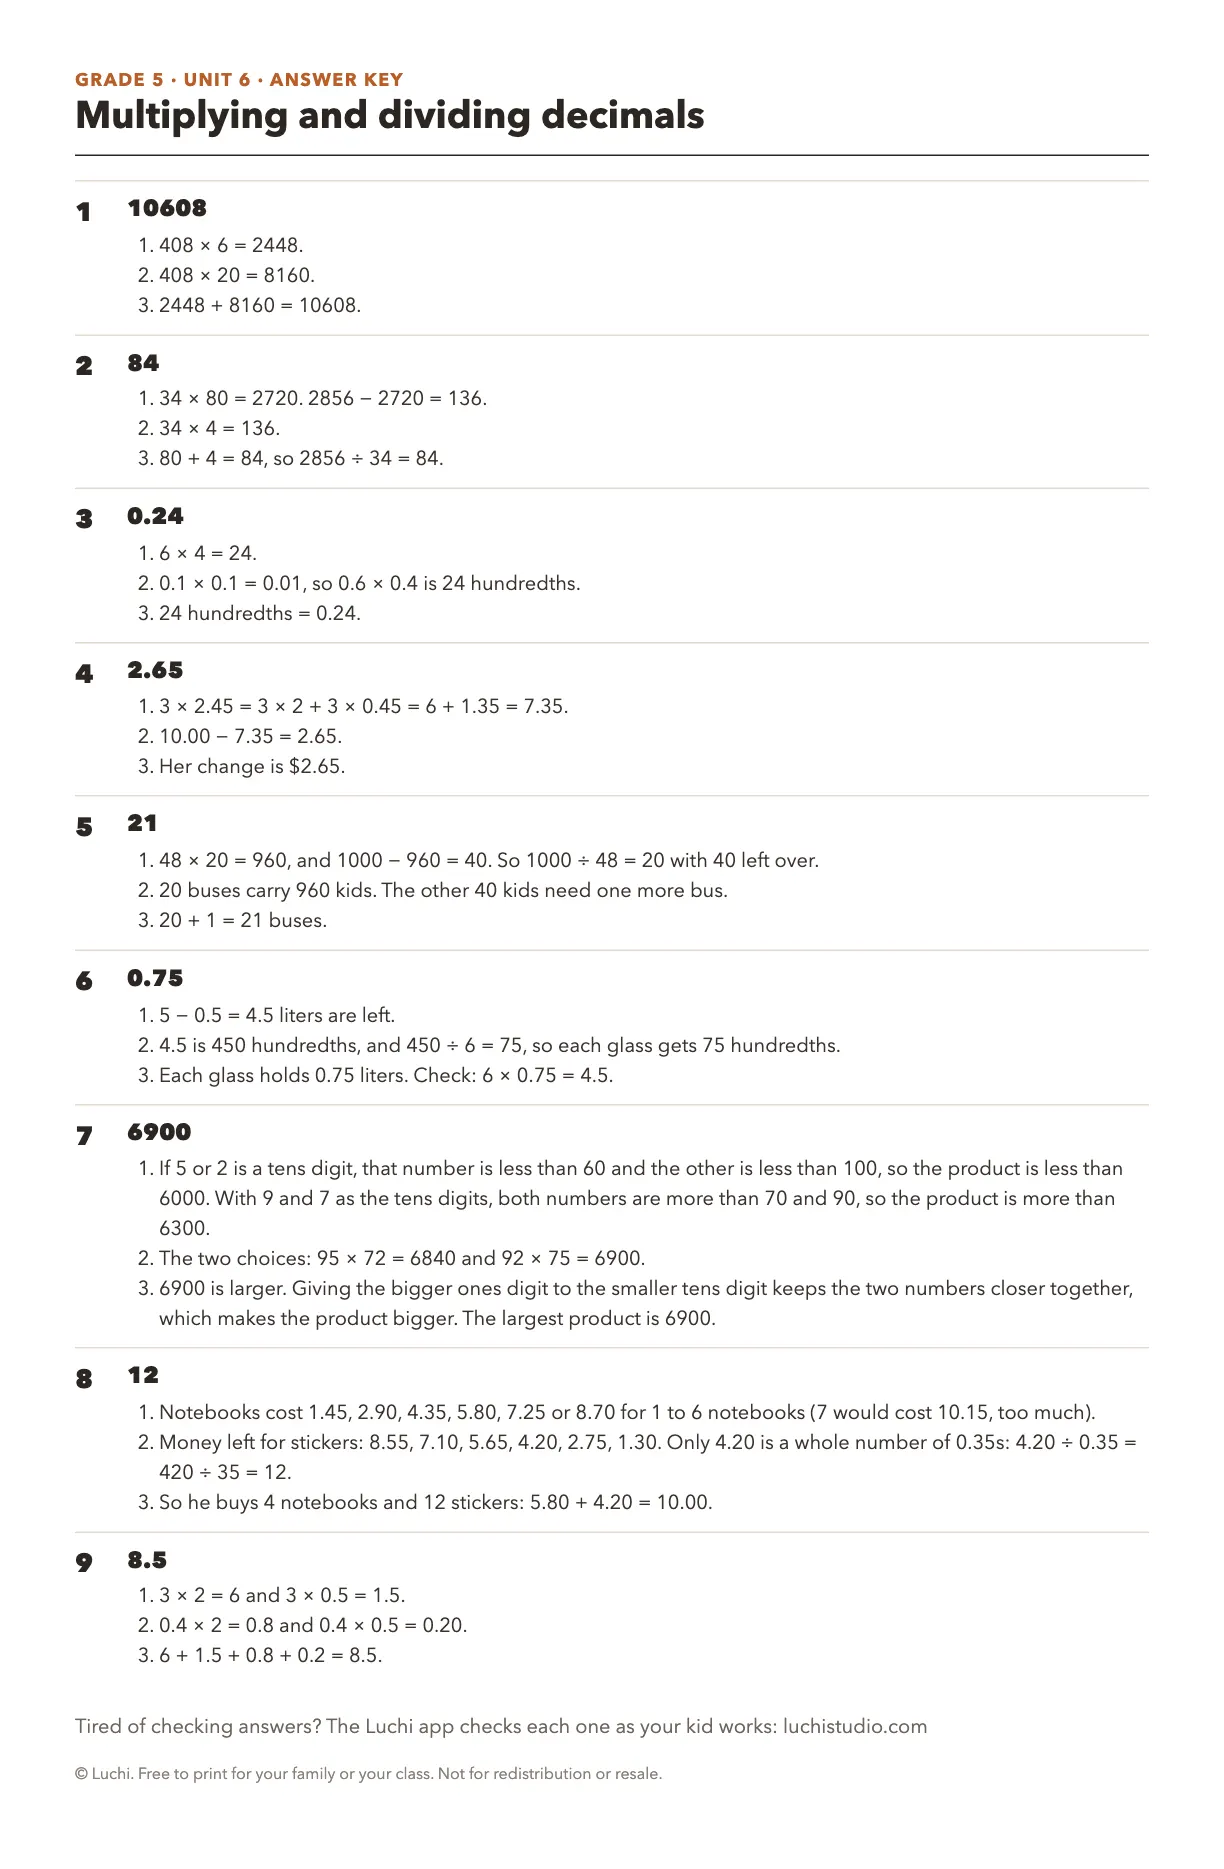 GRADE 5 · UNIT 6 · ANSWER KEY
Multiplying and dividing decimals
1 10608
1. 408 × 6 = 2448.
2. 408 × 20 = 8160.
3. 2448 + 8160 = 10608.
2 84
1. 34 × 80 = 2720. 2856 − 2720 = 136.
2. 34 × 4 = 136.
3. 80 + 4 = 84, so 2856 ÷ 34 = 84.
3 0.24
1. 6 × 4 = 24.
2. 0.1 × 0.1 = 0.01, so 0.6 × 0.4 is 24 hundredths.
3. 24 hundredths = 0.24.
4 2.65
1. 3 × 2.45 = 3 × 2 + 3 × 0.45 = 6 + 1.35 = 7.35.
2. 10.00 − 7.35 = 2.65.
3. Her change is $2.65.
5 21
1. 48 × 20 = 960, and 1000 − 960 = 40. So 1000 ÷ 48 = 20 with 40 left over.
2. 20 buses carry 960 kids. The other 40 kids need one more bus.
3. 20 + 1 = 21 buses.
6 0.75
1. 5 − 0.5 = 4.5 liters are left.
2. 4.5 is 450 hundredths, and 450 ÷ 6 = 75, so each glass gets 75 hundredths.
3. Each glass holds 0.75 liters. Check: 6 × 0.75 = 4.5.
7 6900
1. If 5 or 2 is a tens digit, that number is less than 60 and the other is less than 100, so the product is less than
6000. With 9 and 7 as the tens digits, both numbers are more than 70 and 90, so the product is more than
6300.
2. The two choices: 95 × 72 = 6840 and 92 × 75 = 6900.
3. 6900 is larger. Giving the bigger ones digit to the smaller tens digit keeps the two numbers closer together,
which makes the product bigger. The largest product is 6900.
8 12
1. Notebooks cost 1.45, 2.90, 4.35, 5.80, 7.25 or 8.70 for 1 to 6 notebooks (7 would cost 10.15, too much).
2. Money left for stickers: 8.55, 7.10, 5.65, 4.20, 2.75, 1.30. Only 4.20 is a whole number of 0.35s: 4.20 ÷ 0.35 =
420 ÷ 35 = 12.
3. So he buys 4 notebooks and 12 stickers: 5.80 + 4.20 = 10.00.
9 8.5
1. 3 × 2 = 6 and 3 × 0.5 = 1.5.
2. 0.4 × 2 = 0.8 and 0.4 × 0.5 = 0.20.
3. 6 + 1.5 + 0.8 + 0.2 = 8.5.
Tired of checking answers? The Luchi app checks each one as your kid works: luchistudio.com
© Luchi. Free to print for your family or your class. Not for redistribution or resale.